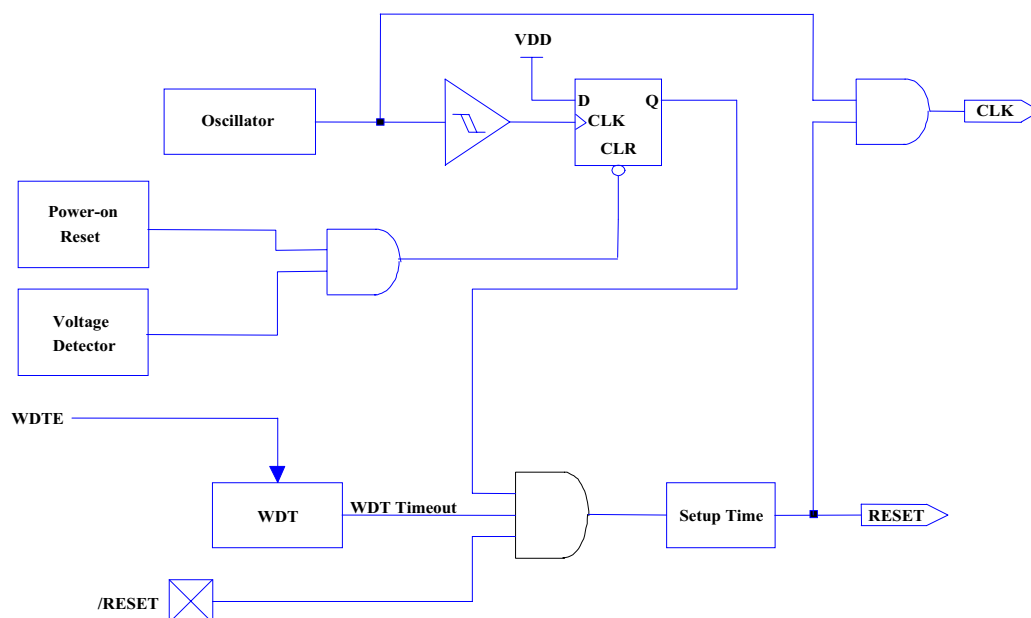 VDD
Oscillator
D
Q
CLK
CLR
CLK
Power-on
Reset
Voltage
Detector
WDTE
WDT
WDT Timeout
Setup Time
RESET
/RESET